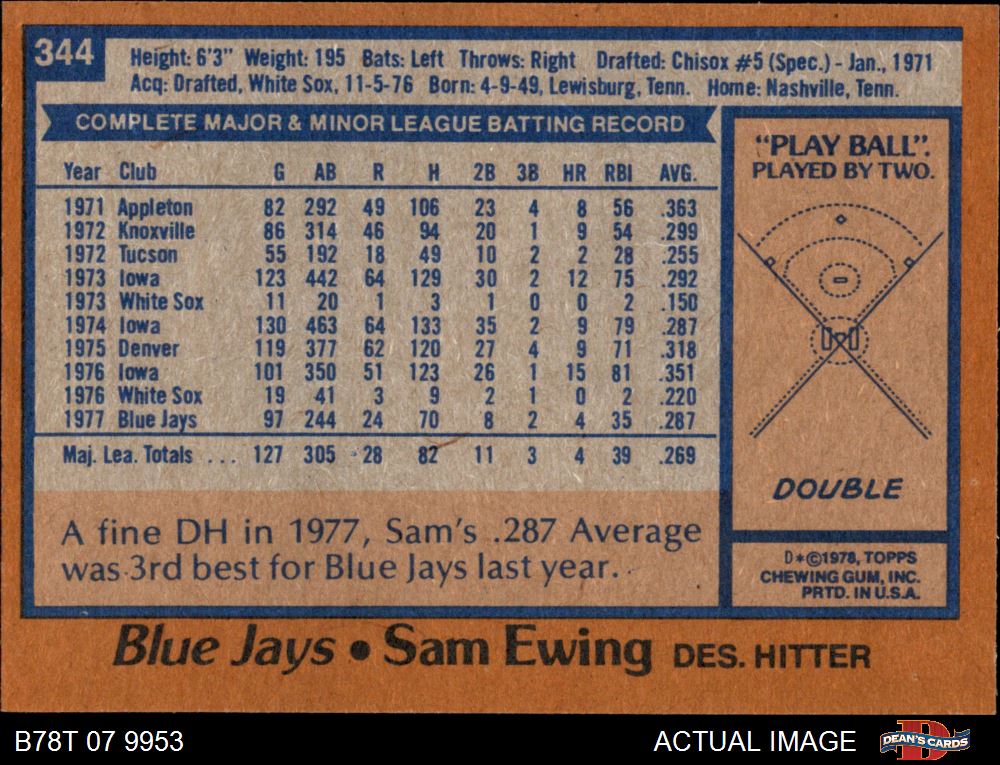 344
Height: 6'3" Weight: 195 Bats: Left Throws: Right Drafted: Chisox #5 (Spec.) - Jan., 1971
Acq: Drafted, White Sox, 11-5-76 Born: 4-9-49, Lewisburg, Tenn. Home: Nashville, Tenn.
COMPLETE MAJOR & MINOR LEAGUE BATTING RECORD
Year Club G AB R H 2B 3B HR RBI AVG.
1971 Appleton 82 292 49 106 23 4 8 56 .363
1972 Knoxville 86 314 46 94 20 1 9 54 .299
1972 Tucson 55 192 18 49 10 2 2 28 .255
1973 Iowa 123 442 64 129 30 2 12 75 .292
1973 White Sox 11 20 1 3 1 0 0 2 .150
1974 Iowa 130 463 64 133 35 2 9 79 .287
1975 Denver 119 377 62 120 27 4 9 71 .318
1976 Iowa 101 350 51 123 26 1 15 81 .351
1976 White Sox 19 41 3 9 2 1 0 2 .220
1977 Blue Jays 97 244 24 70 8 2 4 35 .287
Maj. Lea. Totals ... 127 305 28 82 11 3 4 39 .269
A fine DH in 1977, Sam's .287 Average
was 3rd best for Blue Jays last year.
"PLAY BALL".
PLAYED BY TWO.
DOUBLE
D*©1978, TOPPS
CHEWING GUM, INC.
PRTD. IN U.S.A.
Blue Jays • Sam Ewing DES. HITTER
B78T 07 9953
ACTUAL IMAGE
DEAN'S CARDS